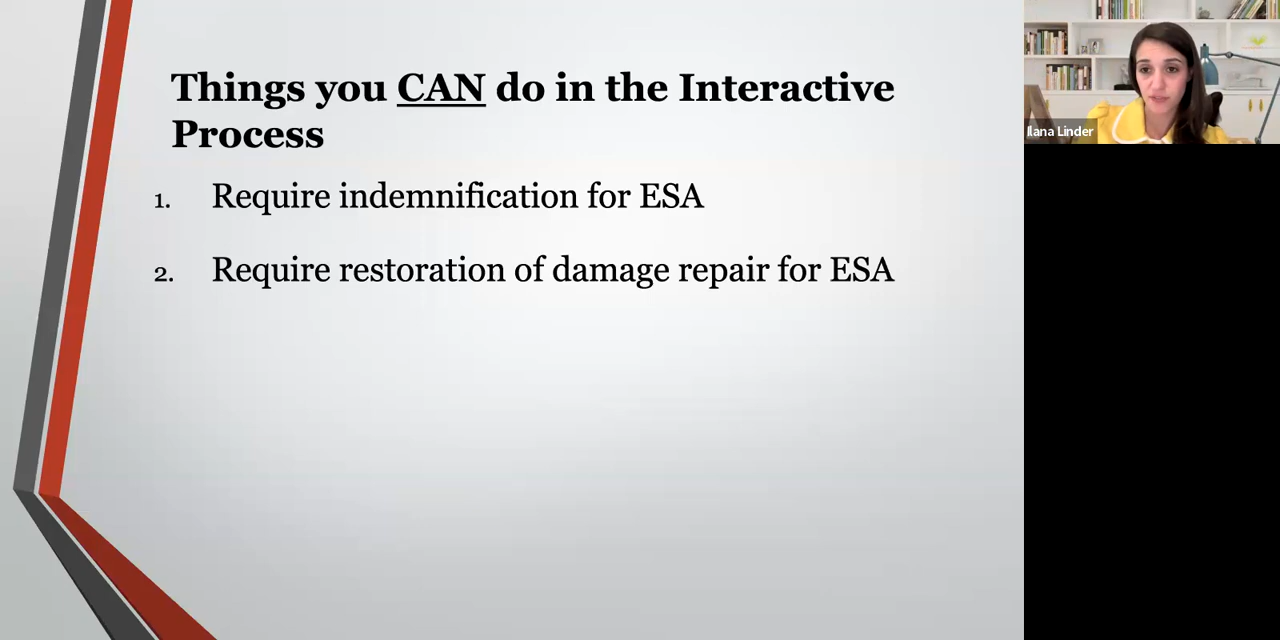 Things you CAN do in the Interactive
Process
1. Require indemnification for ESA
2. Require restoration of damage repair for ESA
Ilana Linder